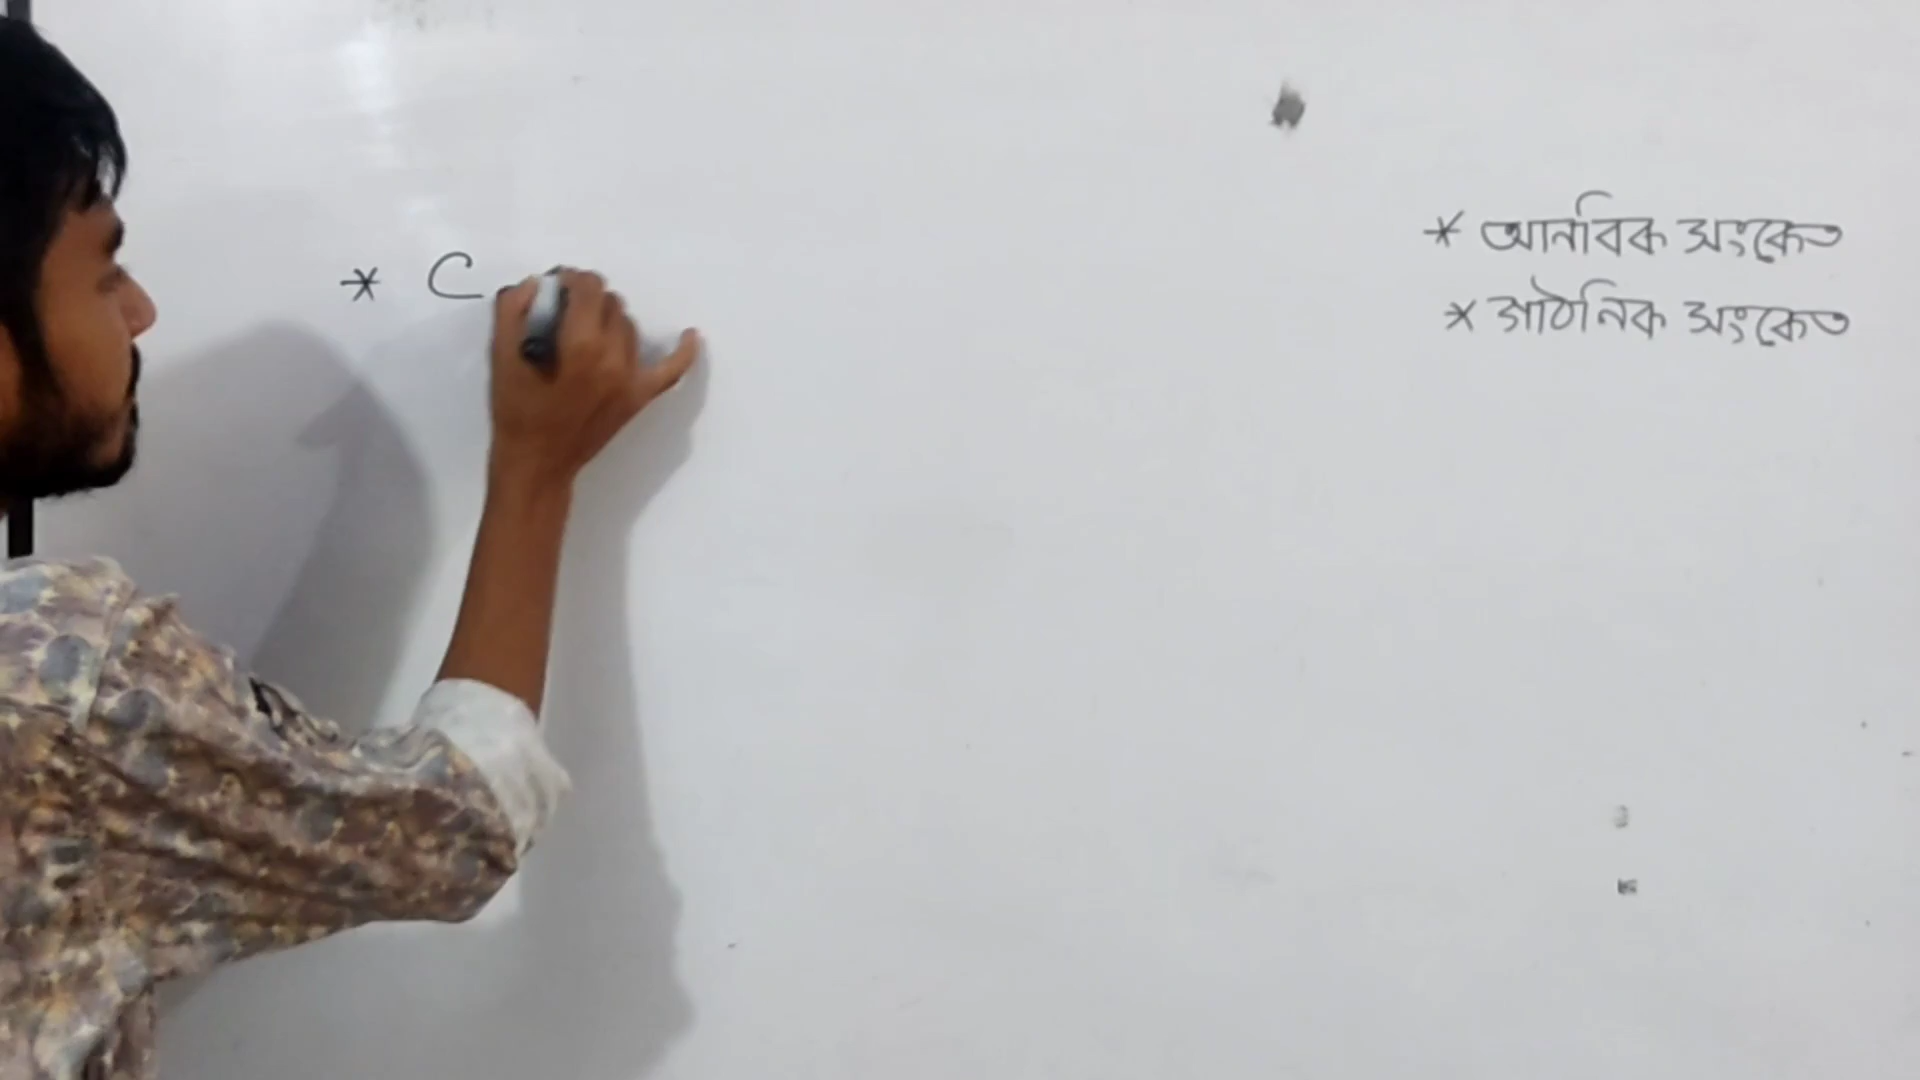 * C
* আনবিক সংকেত
* গাঠনিক সংকেত